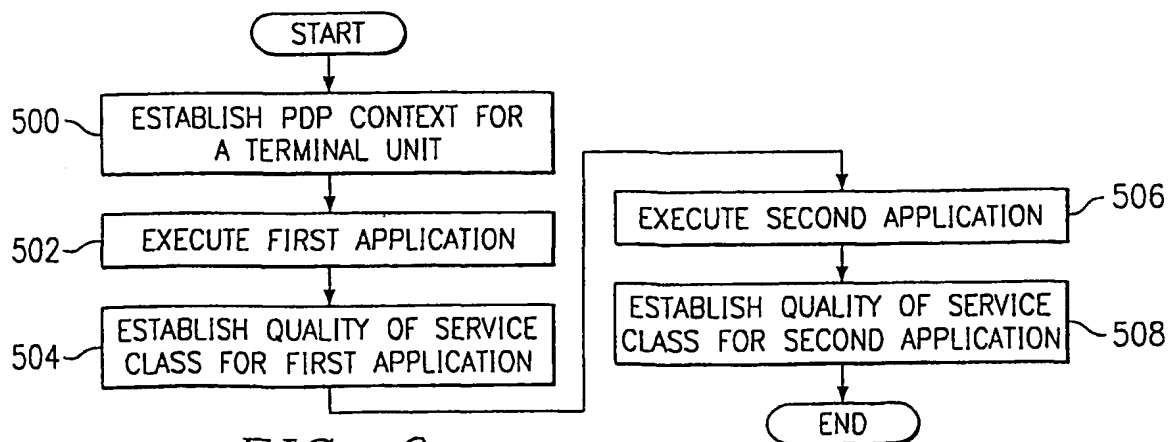 START
500
ESTABLISH PDP CONTEXT FOR
A TERMINAL UNIT
502
EXECUTE FIRST APPLICATION
504
ESTABLISH QUALITY OF SERVICE
CLASS FOR FIRST APPLICATION
EXECUTE SECOND APPLICATION
506
ESTABLISH QUALITY OF SERVICE
CLASS FOR SECOND APPLICATION
508
END